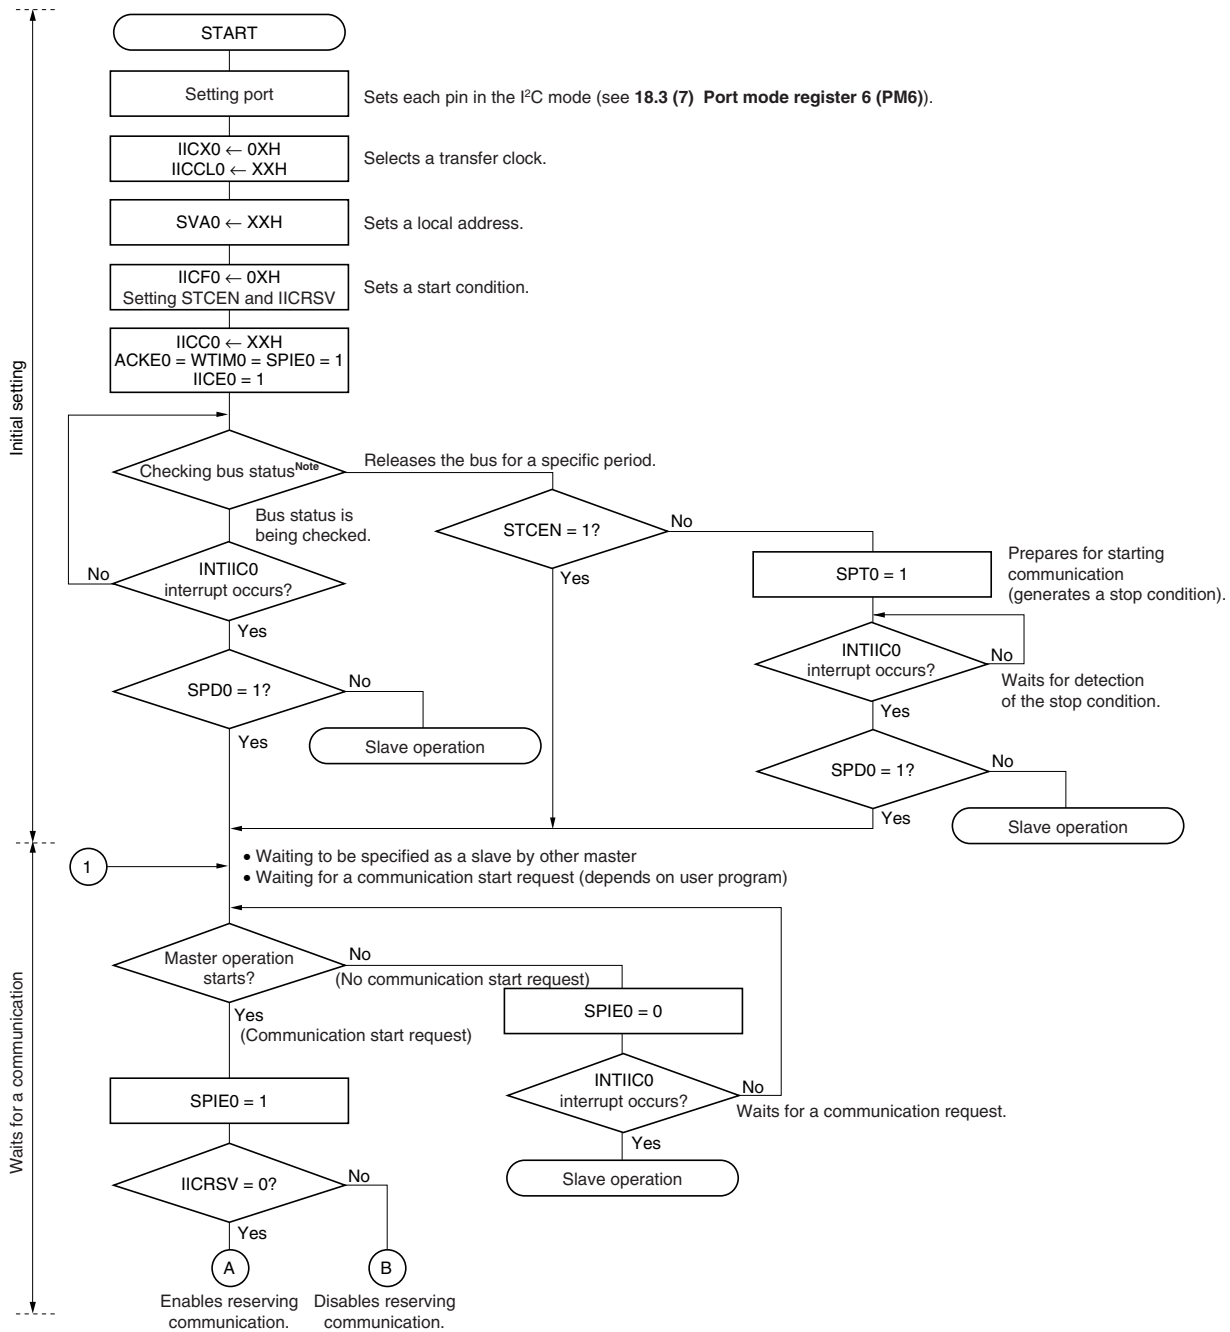 START
Setting port
Sets each pin in the I²C mode (see 18.3 (7) Port mode register 6 (PM6)).
IICX0 ← 0XH
IICCL0 ← XXH
Selects a transfer clock.
SVA0 ← XXH
Sets a local address.
IICF0 ← 0XH
Setting STCEN and IICRSV
Sets a start condition.
IICC0 ← XXH
ACKE0 = WTIM0 = SPIE0 = 1
IICE0 = 1
Initial setting
Checking bus statusNote
Releases the bus for a specific period.
Bus status is
being checked.
STCEN = 1?
No
Yes
SPT0 = 1
Prepares for starting
communication
(generates a stop condition).
INTIIC0
interrupt occurs?
No
Yes
INTIIC0
interrupt occurs?
No
Waits for detection
of the stop condition.
Yes
SPD0 = 1?
No
Yes
Slave operation
SPD0 = 1?
No
Yes
Slave operation
1
• Waiting to be specified as a slave by other master
• Waiting for a communication start request (depends on user program)
Waits for a communication
Master operation
starts?
No
(No communication start request)
Yes
(Communication start request)
SPIE0 = 0
INTIIC0
interrupt occurs?
No
Waits for a communication request.
Yes
Slave operation
SPIE0 = 1
IICRSV = 0?
No
Yes
A
B
Enables reserving
communication.
Disables reserving
communication.